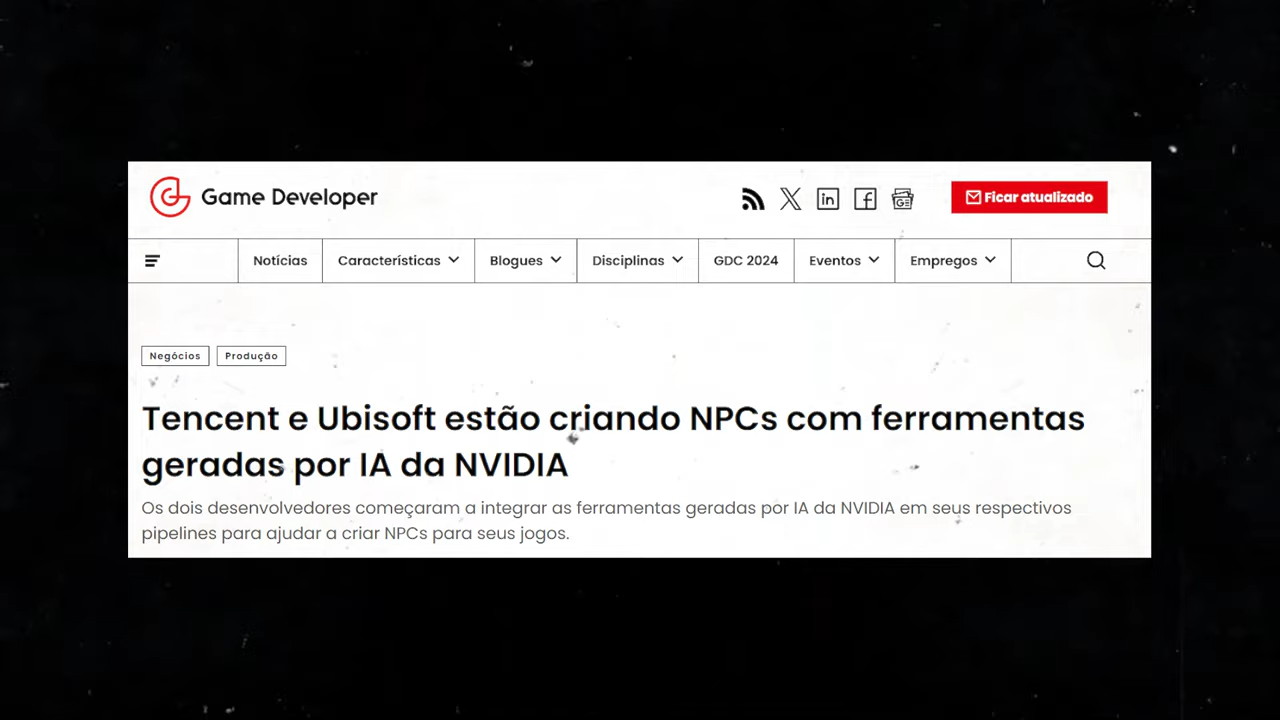 Game Developer
Ficar atualizado
Notícias Características Blogues Disciplinas GDC 2024 Eventos Empregos
Negócios Produção
Tencent e Ubisoft estão criando NPCs com ferramentas
geradas por IA da NVIDIA
Os dois desenvolvedores começaram a integrar as ferramentas geradas por IA da NVIDIA em seus respectivos
pipelines para ajudar a criar NPCs para seus jogos.